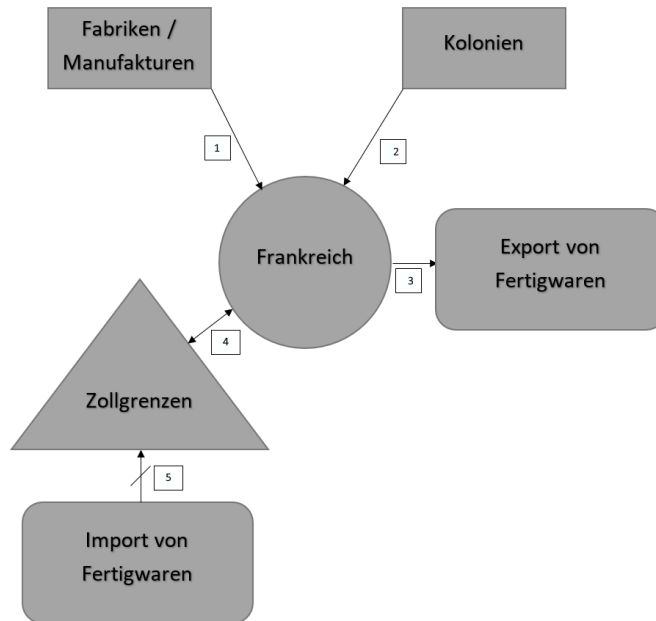 Fabriken /
Manufakturen
Kolonien
1
2
Frankreich
Export von
Fertigwaren
3
4
Zollgrenzen
5
Import von
Fertigwaren